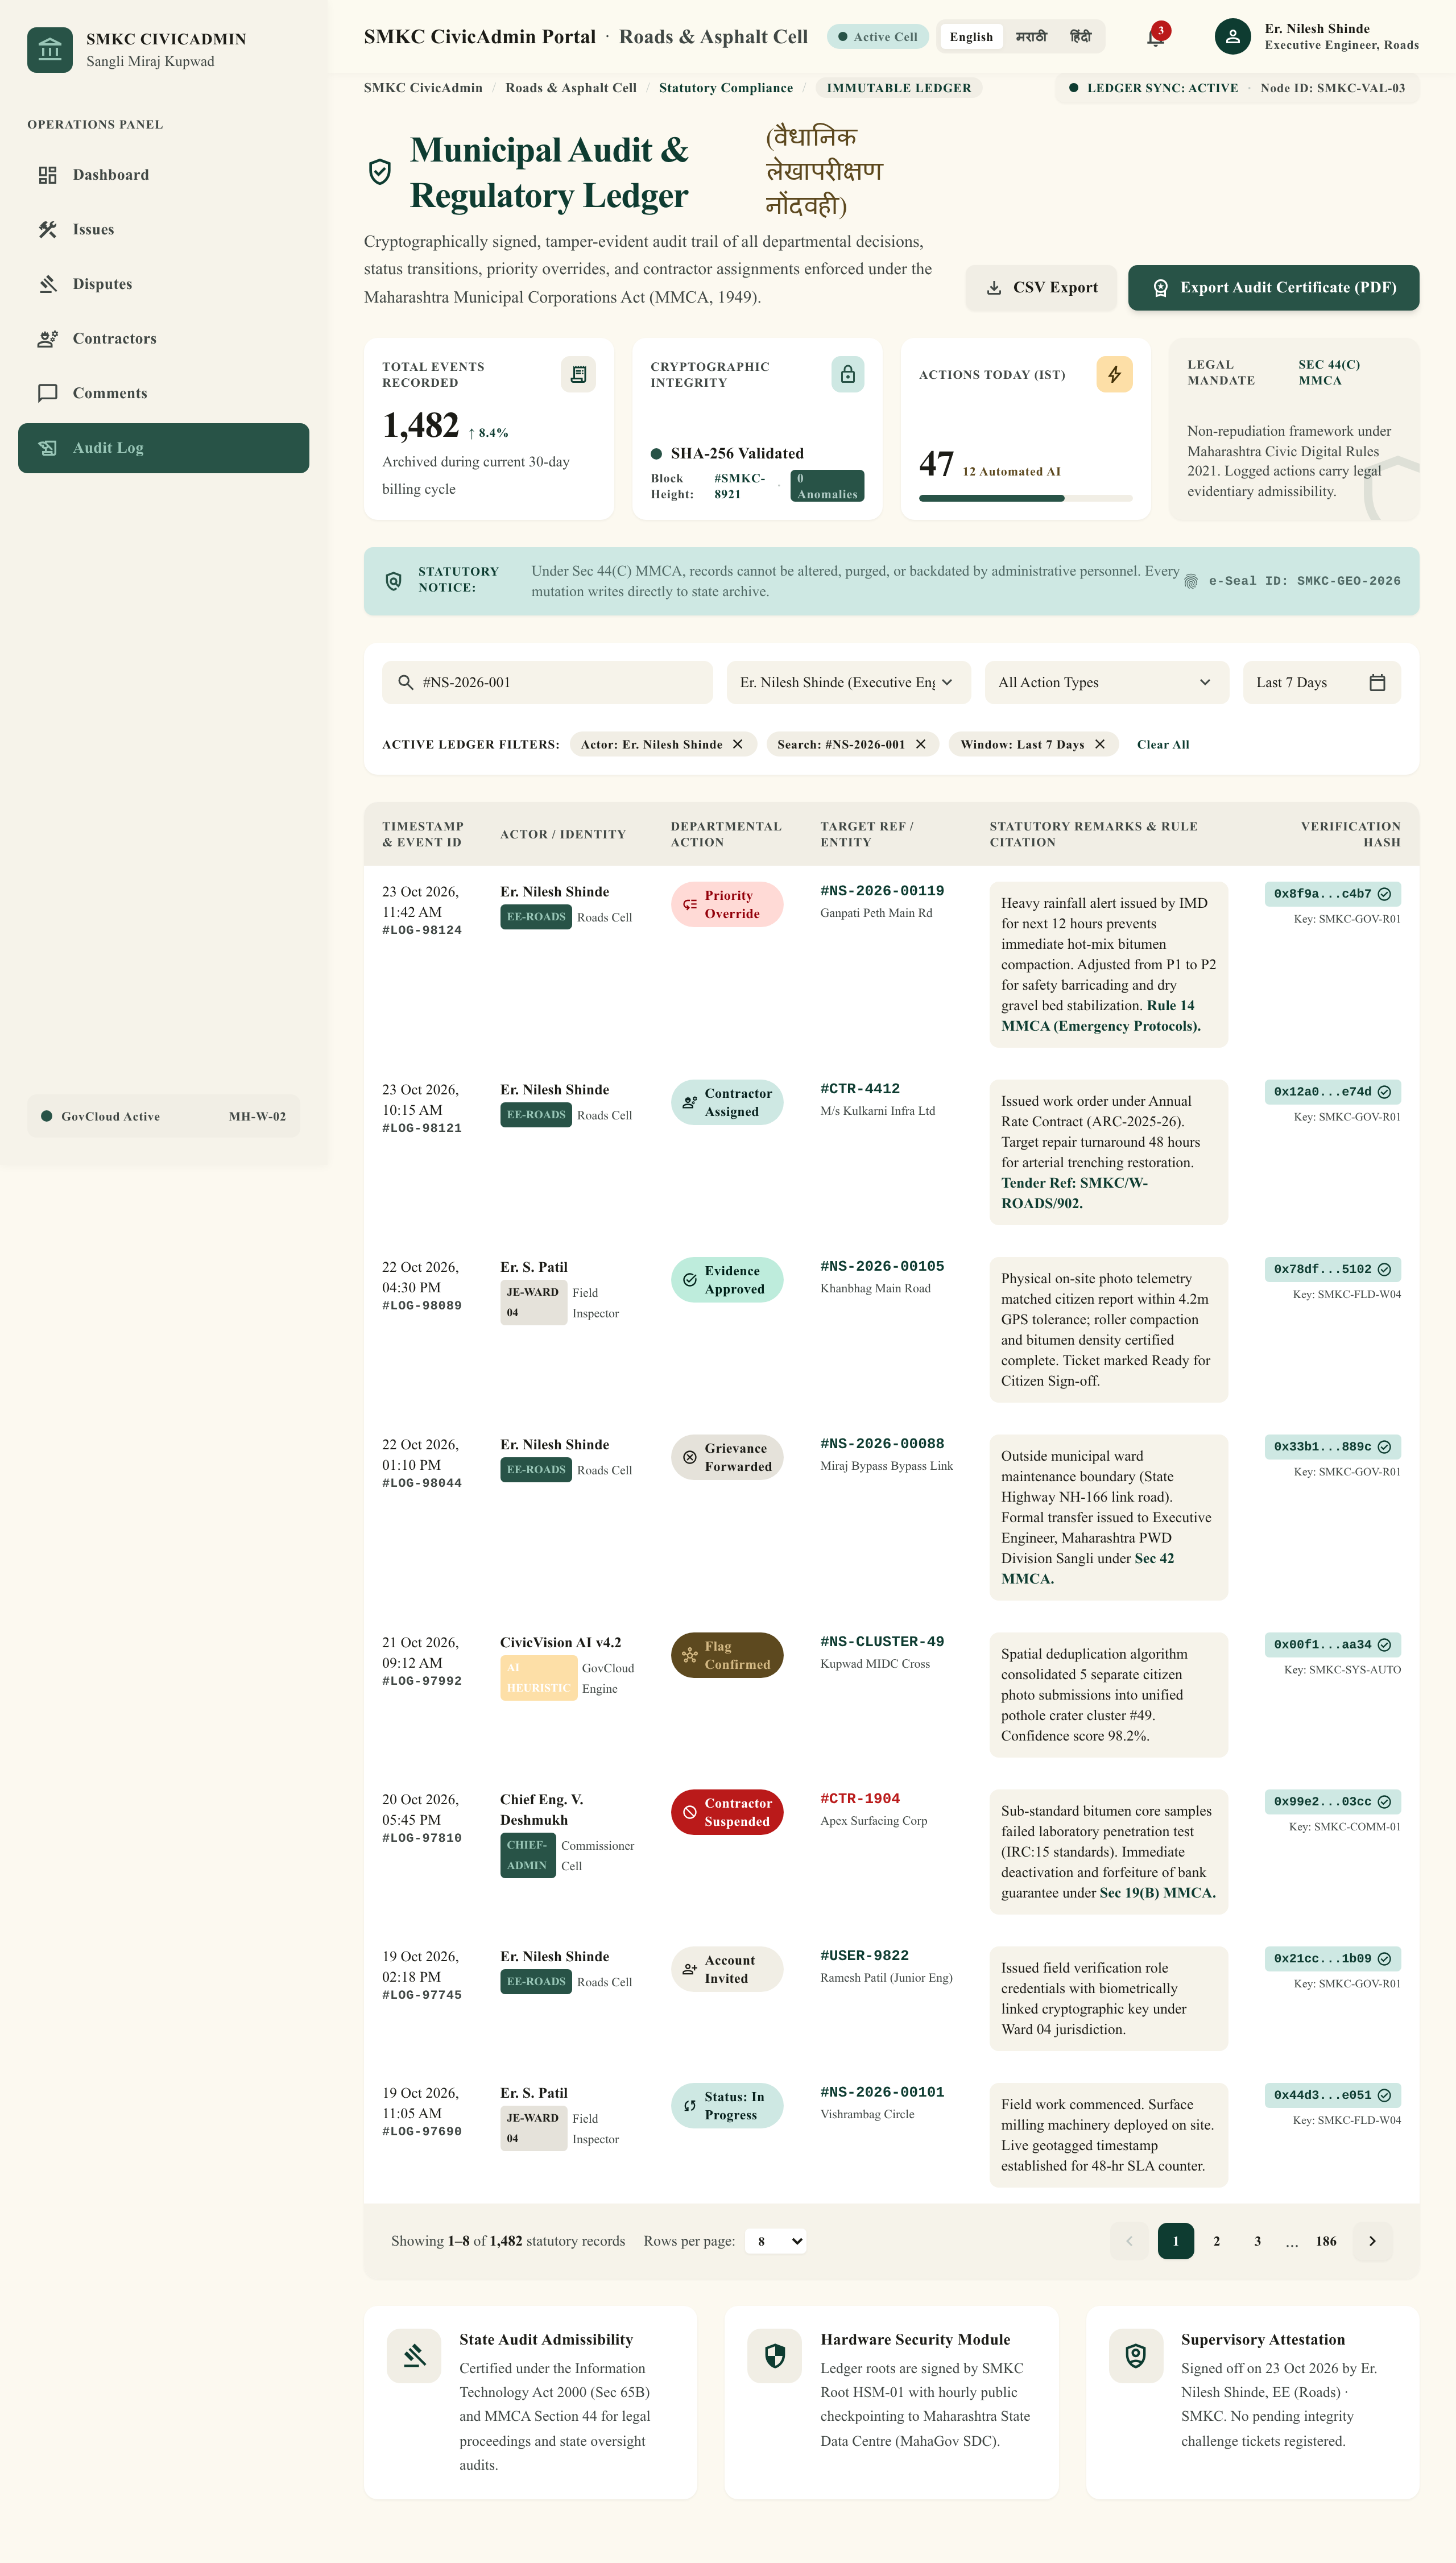 SMKC CIVICADMIN
Sangli Miraj Kupwad
OPERATIONS PANEL
Dashboard
Issues
Disputes
Contractors
Comments
Audit Log
GovCloud Active
MH-W-02
SMKC CivicAdmin Portal · Roads & Asphalt Cell
Active Cell
English
मराठी
हिंदी
3
Er. Nilesh Shinde
Executive Engineer, Roads
SMKC CivicAdmin / Roads & Asphalt Cell / Statutory Compliance / IMMUTABLE LEDGER
LEDGER SYNC: ACTIVE · Node ID: SMKC-VAL-03
Municipal Audit &
Regulatory Ledger
(वैधानिक
लेखापरीक्षण
नोंदवही)
Cryptographically signed, tamper-evident audit trail of all departmental decisions,
status transitions, priority overrides, and contractor assignments enforced under the
Maharashtra Municipal Corporations Act (MMCA, 1949).
CSV Export
Export Audit Certificate (PDF)
TOTAL EVENTS
RECORDED
1,482 ↑ 8.4%
Archived during current 30-day
billing cycle
CRYPTOGRAPHIC
INTEGRITY
SHA-256 Validated
Block
Height:
#SMKC-
8921
·
0
Anomalies
ACTIONS TODAY (IST)
47 12 Automated AI
LEGAL
MANDATE
SEC 44(C)
MMCA
Non-repudiation framework under
Maharashtra Civic Digital Rules
2021. Logged actions carry legal
evidentiary admissibility.
STATUTORY
NOTICE:
Under Sec 44(C) MMCA, records cannot be altered, purged, or backdated by administrative personnel. Every
mutation writes directly to state archive.
e-Seal ID: SMKC-GEO-2026
#NS-2026-001
Er. Nilesh Shinde (Executive Eng
All Action Types
Last 7 Days
ACTIVE LEDGER FILTERS:
Actor: Er. Nilesh Shinde
Search: #NS-2026-001
Window: Last 7 Days
Clear All
TIMESTAMP
& EVENT ID
ACTOR / IDENTITY
DEPARTMENTAL
ACTION
TARGET REF /
ENTITY
STATUTORY REMARKS & RULE
CITATION
VERIFICATION
HASH
23 Oct 2026,
11:42 AM
#LOG-98124
Er. Nilesh Shinde
EE-ROADS Roads Cell
Priority
Override
#NS-2026-00119
Ganpati Peth Main Rd
Heavy rainfall alert issued by IMD
for next 12 hours prevents
immediate hot-mix bitumen
compaction. Adjusted from P1 to P2
for safety barricading and dry
gravel bed stabilization. Rule 14
MMCA (Emergency Protocols).
0x8f9a...c4b7
Key: SMKC-GOV-R01
23 Oct 2026,
10:15 AM
#LOG-98121
Er. Nilesh Shinde
EE-ROADS Roads Cell
Contractor
Assigned
#CTR-4412
M/s Kulkarni Infra Ltd
Issued work order under Annual
Rate Contract (ARC-2025-26).
Target repair turnaround 48 hours
for arterial trenching restoration.
Tender Ref: SMKC/W-
ROADS/902.
0x12a0...e74d
Key: SMKC-GOV-R01
22 Oct 2026,
04:30 PM
#LOG-98089
Er. S. Patil
JE-WARD
04
Field
Inspector
Evidence
Approved
#NS-2026-00105
Khanbhag Main Road
Physical on-site photo telemetry
matched citizen report within 4.2m
GPS tolerance; roller compaction
and bitumen density certified
complete. Ticket marked Ready for
Citizen Sign-off.
0x78df...5102
Key: SMKC-FLD-W04
22 Oct 2026,
01:10 PM
#LOG-98044
Er. Nilesh Shinde
EE-ROADS Roads Cell
Grievance
Forwarded
#NS-2026-00088
Miraj Bypass Bypass Link
Outside municipal ward
maintenance boundary (State
Highway NH-166 link road).
Formal transfer issued to Executive
Engineer, Maharashtra PWD
Division Sangli under Sec 42
MMCA.
0x33b1...889c
Key: SMKC-GOV-R01
21 Oct 2026,
09:12 AM
#LOG-97992
CivicVision AI v4.2
AI
HEURISTIC
GovCloud
Engine
Flag
Confirmed
#NS-CLUSTER-49
Kupwad MIDC Cross
Spatial deduplication algorithm
consolidated 5 separate citizen
photo submissions into unified
pothole crater cluster #49.
Confidence score 98.2%.
0x00f1...aa34
Key: SMKC-SYS-AUTO
20 Oct 2026,
05:45 PM
#LOG-97810
Chief Eng. V.
Deshmukh
CHIEF-
ADMIN
Commissioner
Cell
Contractor
Suspended
#CTR-1904
Apex Surfacing Corp
Sub-standard bitumen core samples
failed laboratory penetration test
(IRC:15 standards). Immediate
deactivation and forfeiture of bank
guarantee under Sec 19(B) MMCA.
0x99e2...03cc
Key: SMKC-COMM-01
19 Oct 2026,
02:18 PM
#LOG-97745
Er. Nilesh Shinde
EE-ROADS Roads Cell
Account
Invited
#USER-9822
Ramesh Patil (Junior Eng)
Issued field verification role
credentials with biometrically
linked cryptographic key under
Ward 04 jurisdiction.
0x21cc...1b09
Key: SMKC-GOV-R01
19 Oct 2026,
11:05 AM
#LOG-97690
Er. S. Patil
JE-WARD
04
Field
Inspector
Status: In
Progress
#NS-2026-00101
Vishrambag Circle
Field work commenced. Surface
milling machinery deployed on site.
Live geotagged timestamp
established for 48-hr SLA counter.
0x44d3...e051
Key: SMKC-FLD-W04
Showing 1–8 of 1,482 statutory records
Rows per page: 8
1 2 3 ... 186
State Audit Admissibility
Certified under the Information
Technology Act 2000 (Sec 65B)
and MMCA Section 44 for legal
proceedings and state oversight
audits.
Hardware Security Module
Ledger roots are signed by SMKC
Root HSM-01 with hourly public
checkpointing to Maharashtra State
Data Centre (MahaGov SDC).
Supervisory Attestation
Signed off on 23 Oct 2026 by Er.
Nilesh Shinde, EE (Roads) ·
SMKC. No pending integrity
challenge tickets registered.